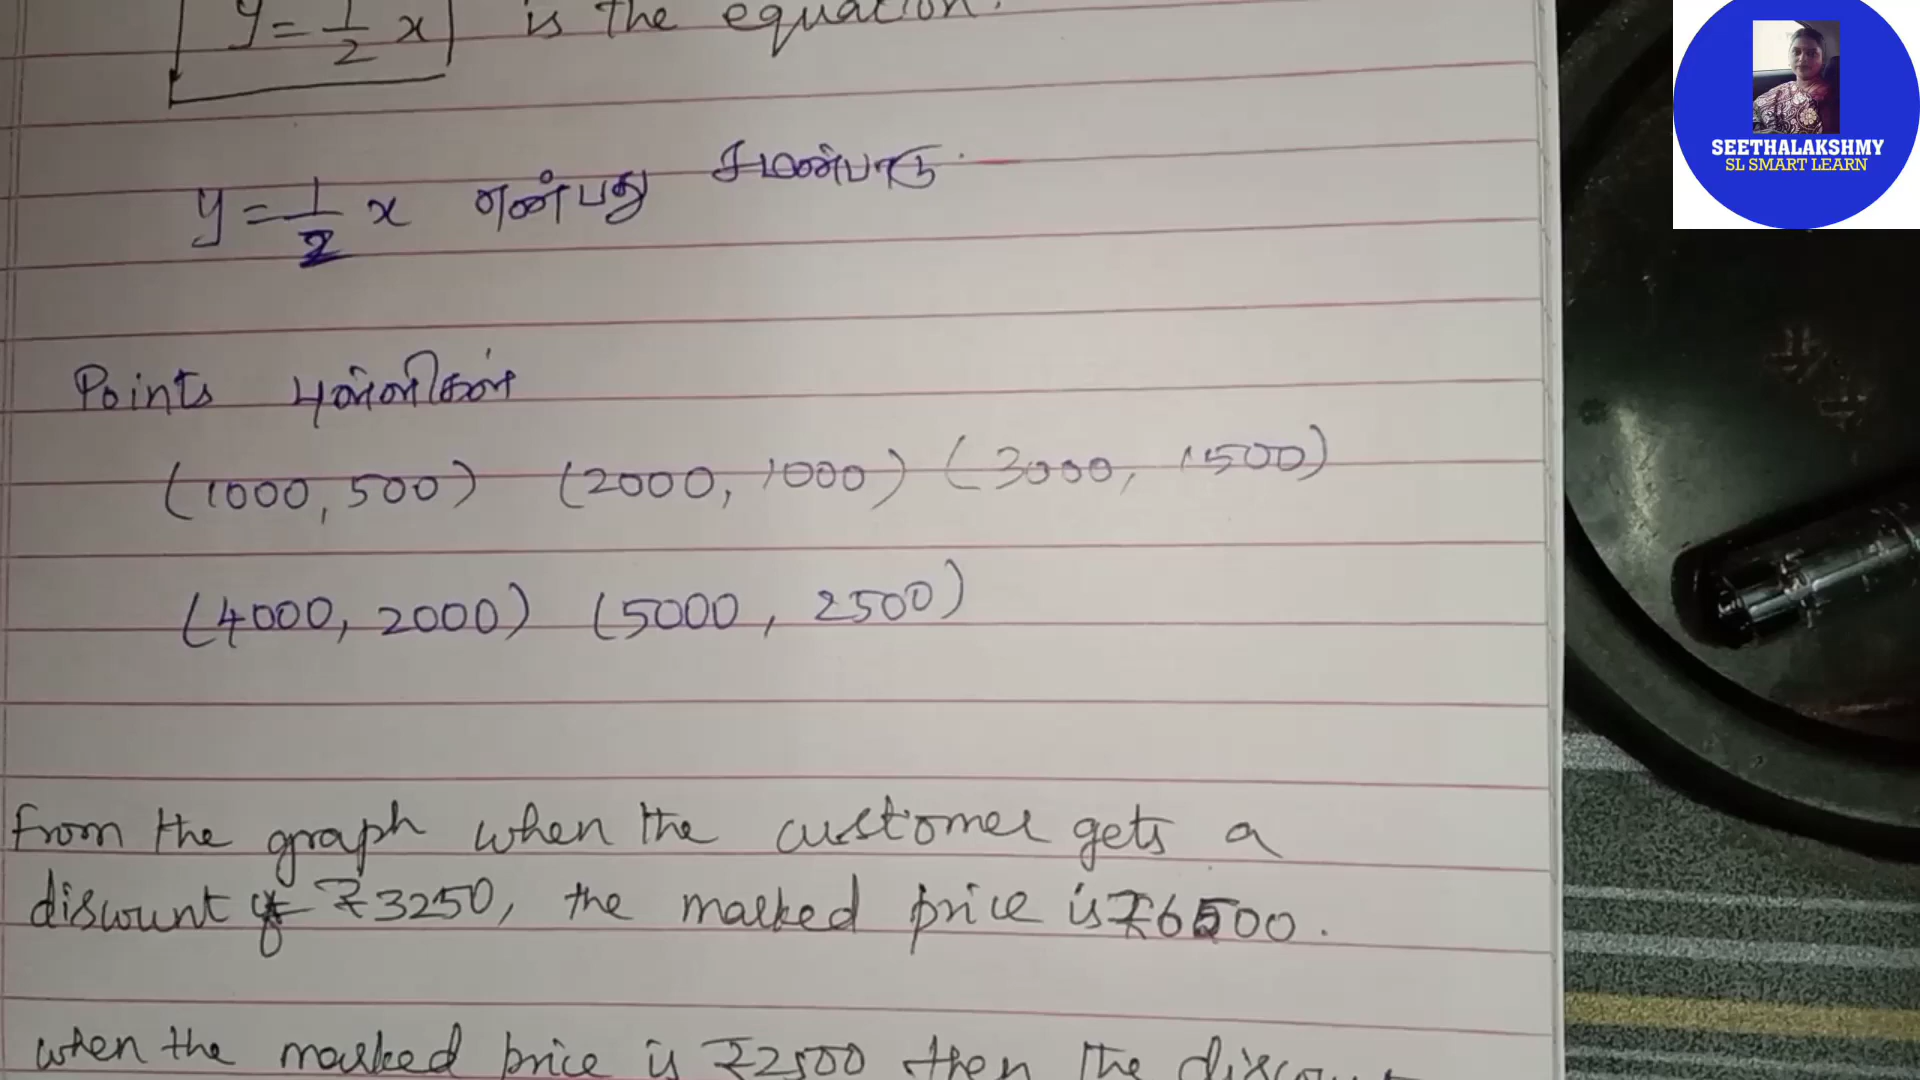 y = 1/2 x is the equation.
y = 1/2 x என்பது சமன்பாடு.
Points புள்ளிகள்
(1000, 500) (2000, 1000) (3000, 1500)
(4000, 2000) (5000, 2500)
From the graph when the customer gets a
discount of ₹3250, the marked price is ₹6500.
when the marked price is ₹2500 then the discount
SEETHALAKSHMY
SL SMART LEARN